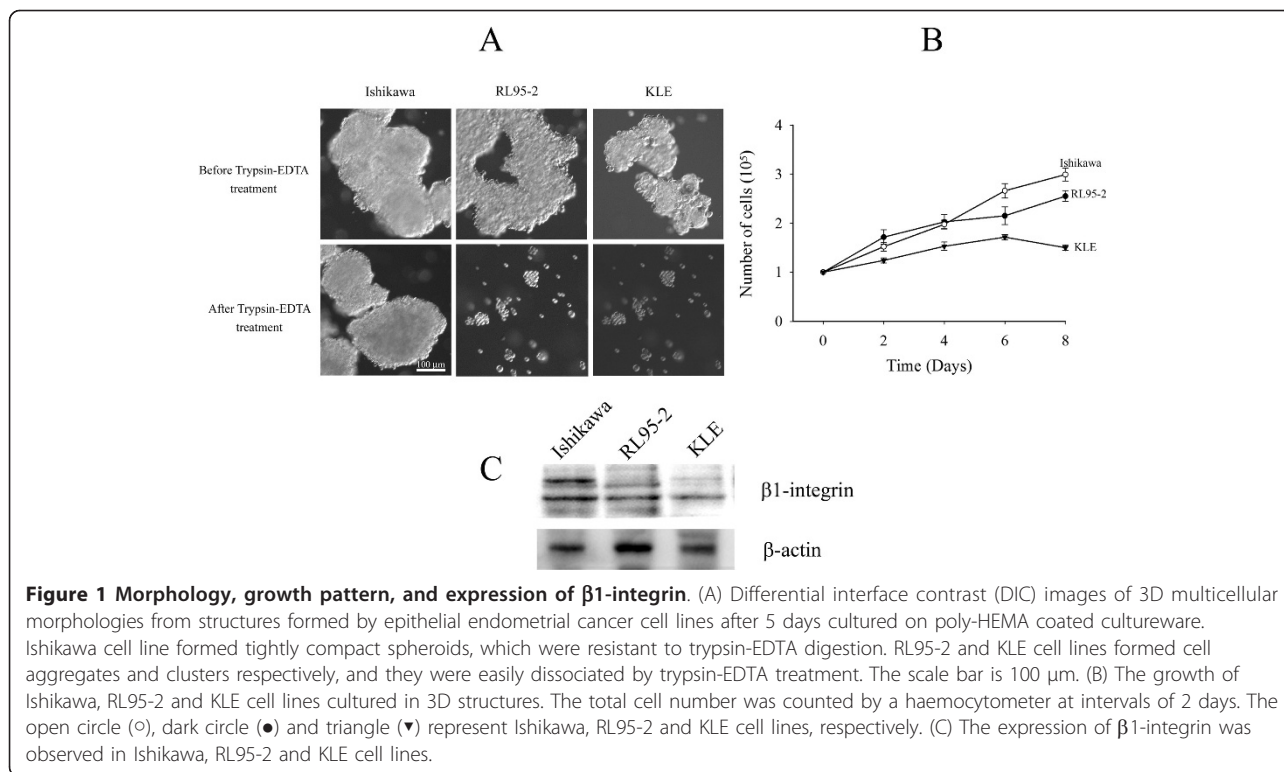 A
B
Ishikawa
RL95-2
KLE
Before Trypsin-EDTA
treatment
After Trypsin-EDTA
treatment
100 μm
Number of cells (10⁵)
4
3
2
1
0
0
2
4
6
8
Time (Days)
Ishikawa
RL95-2
KLE
C
Ishikawa
RL95-2
KLE
β1-integrin
β-actin
Figure 1 Morphology, growth pattern, and expression of β1-integrin. (A) Differential interface contrast (DIC) images of 3D multicellular
morphologies from structures formed by epithelial endometrial cancer cell lines after 5 days cultured on poly-HEMA coated cultureware.
Ishikawa cell line formed tightly compact spheroids, which were resistant to trypsin-EDTA digestion. RL95-2 and KLE cell lines formed cell
aggregates and clusters respectively, and they were easily dissociated by trypsin-EDTA treatment. The scale bar is 100 μm. (B) The growth of
Ishikawa, RL95-2 and KLE cell lines cultured in 3D structures. The total cell number was counted by a haemocytometer at intervals of 2 days. The
open circle (○), dark circle (●) and triangle (▼) represent Ishikawa, RL95-2 and KLE cell lines, respectively. (C) The expression of β1-integrin was
observed in Ishikawa, RL95-2 and KLE cell lines.